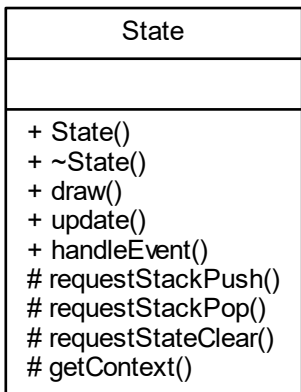 State
+ State()
+ ~State()
+ draw()
+ update()
+ handleEvent()
# requestStackPush()
# requestStackPop()
# requestStateClear()
# getContext()